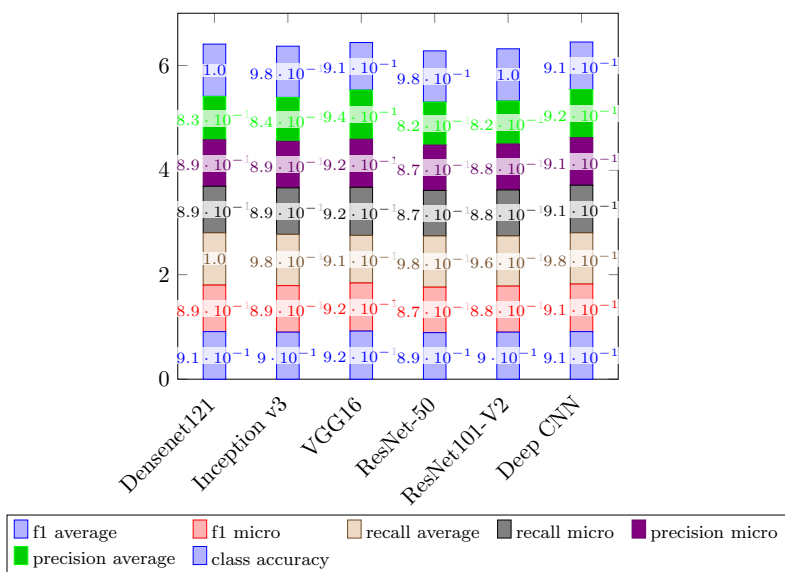 6
4
2
0
1.0 9.8 · 10⁻¹ 9.1 · 10⁻¹ 9.8 · 10⁻¹ 1.0 9.1 · 10⁻¹
8.3 · 10⁻¹ 8.4 · 10⁻¹ 9.4 · 10⁻¹ 8.2 · 10⁻¹ 8.2 · 10⁻¹ 9.2 · 10⁻¹
8.9 · 10⁻¹ 8.9 · 10⁻¹ 9.2 · 10⁻¹ 8.7 · 10⁻¹ 8.8 · 10⁻¹ 9.1 · 10⁻¹
8.9 · 10⁻¹ 8.9 · 10⁻¹ 9.2 · 10⁻¹ 8.7 · 10⁻¹ 8.8 · 10⁻¹ 9.1 · 10⁻¹
1.0 9.8 · 10⁻¹ 9.1 · 10⁻¹ 9.8 · 10⁻¹ 9.6 · 10⁻¹ 9.8 · 10⁻¹
8.9 · 10⁻¹ 8.9 · 10⁻¹ 9.2 · 10⁻¹ 8.7 · 10⁻¹ 8.8 · 10⁻¹ 9.1 · 10⁻¹
9.1 · 10⁻¹ 9 · 10⁻¹ 9.2 · 10⁻¹ 8.9 · 10⁻¹ 9 · 10⁻¹ 9.1 · 10⁻¹
Densenet121
Inception v3
VGG16
ResNet-50
ResNet101-V2
Deep CNN
f1 average f1 micro recall average recall micro precision micro
precision average class accuracy